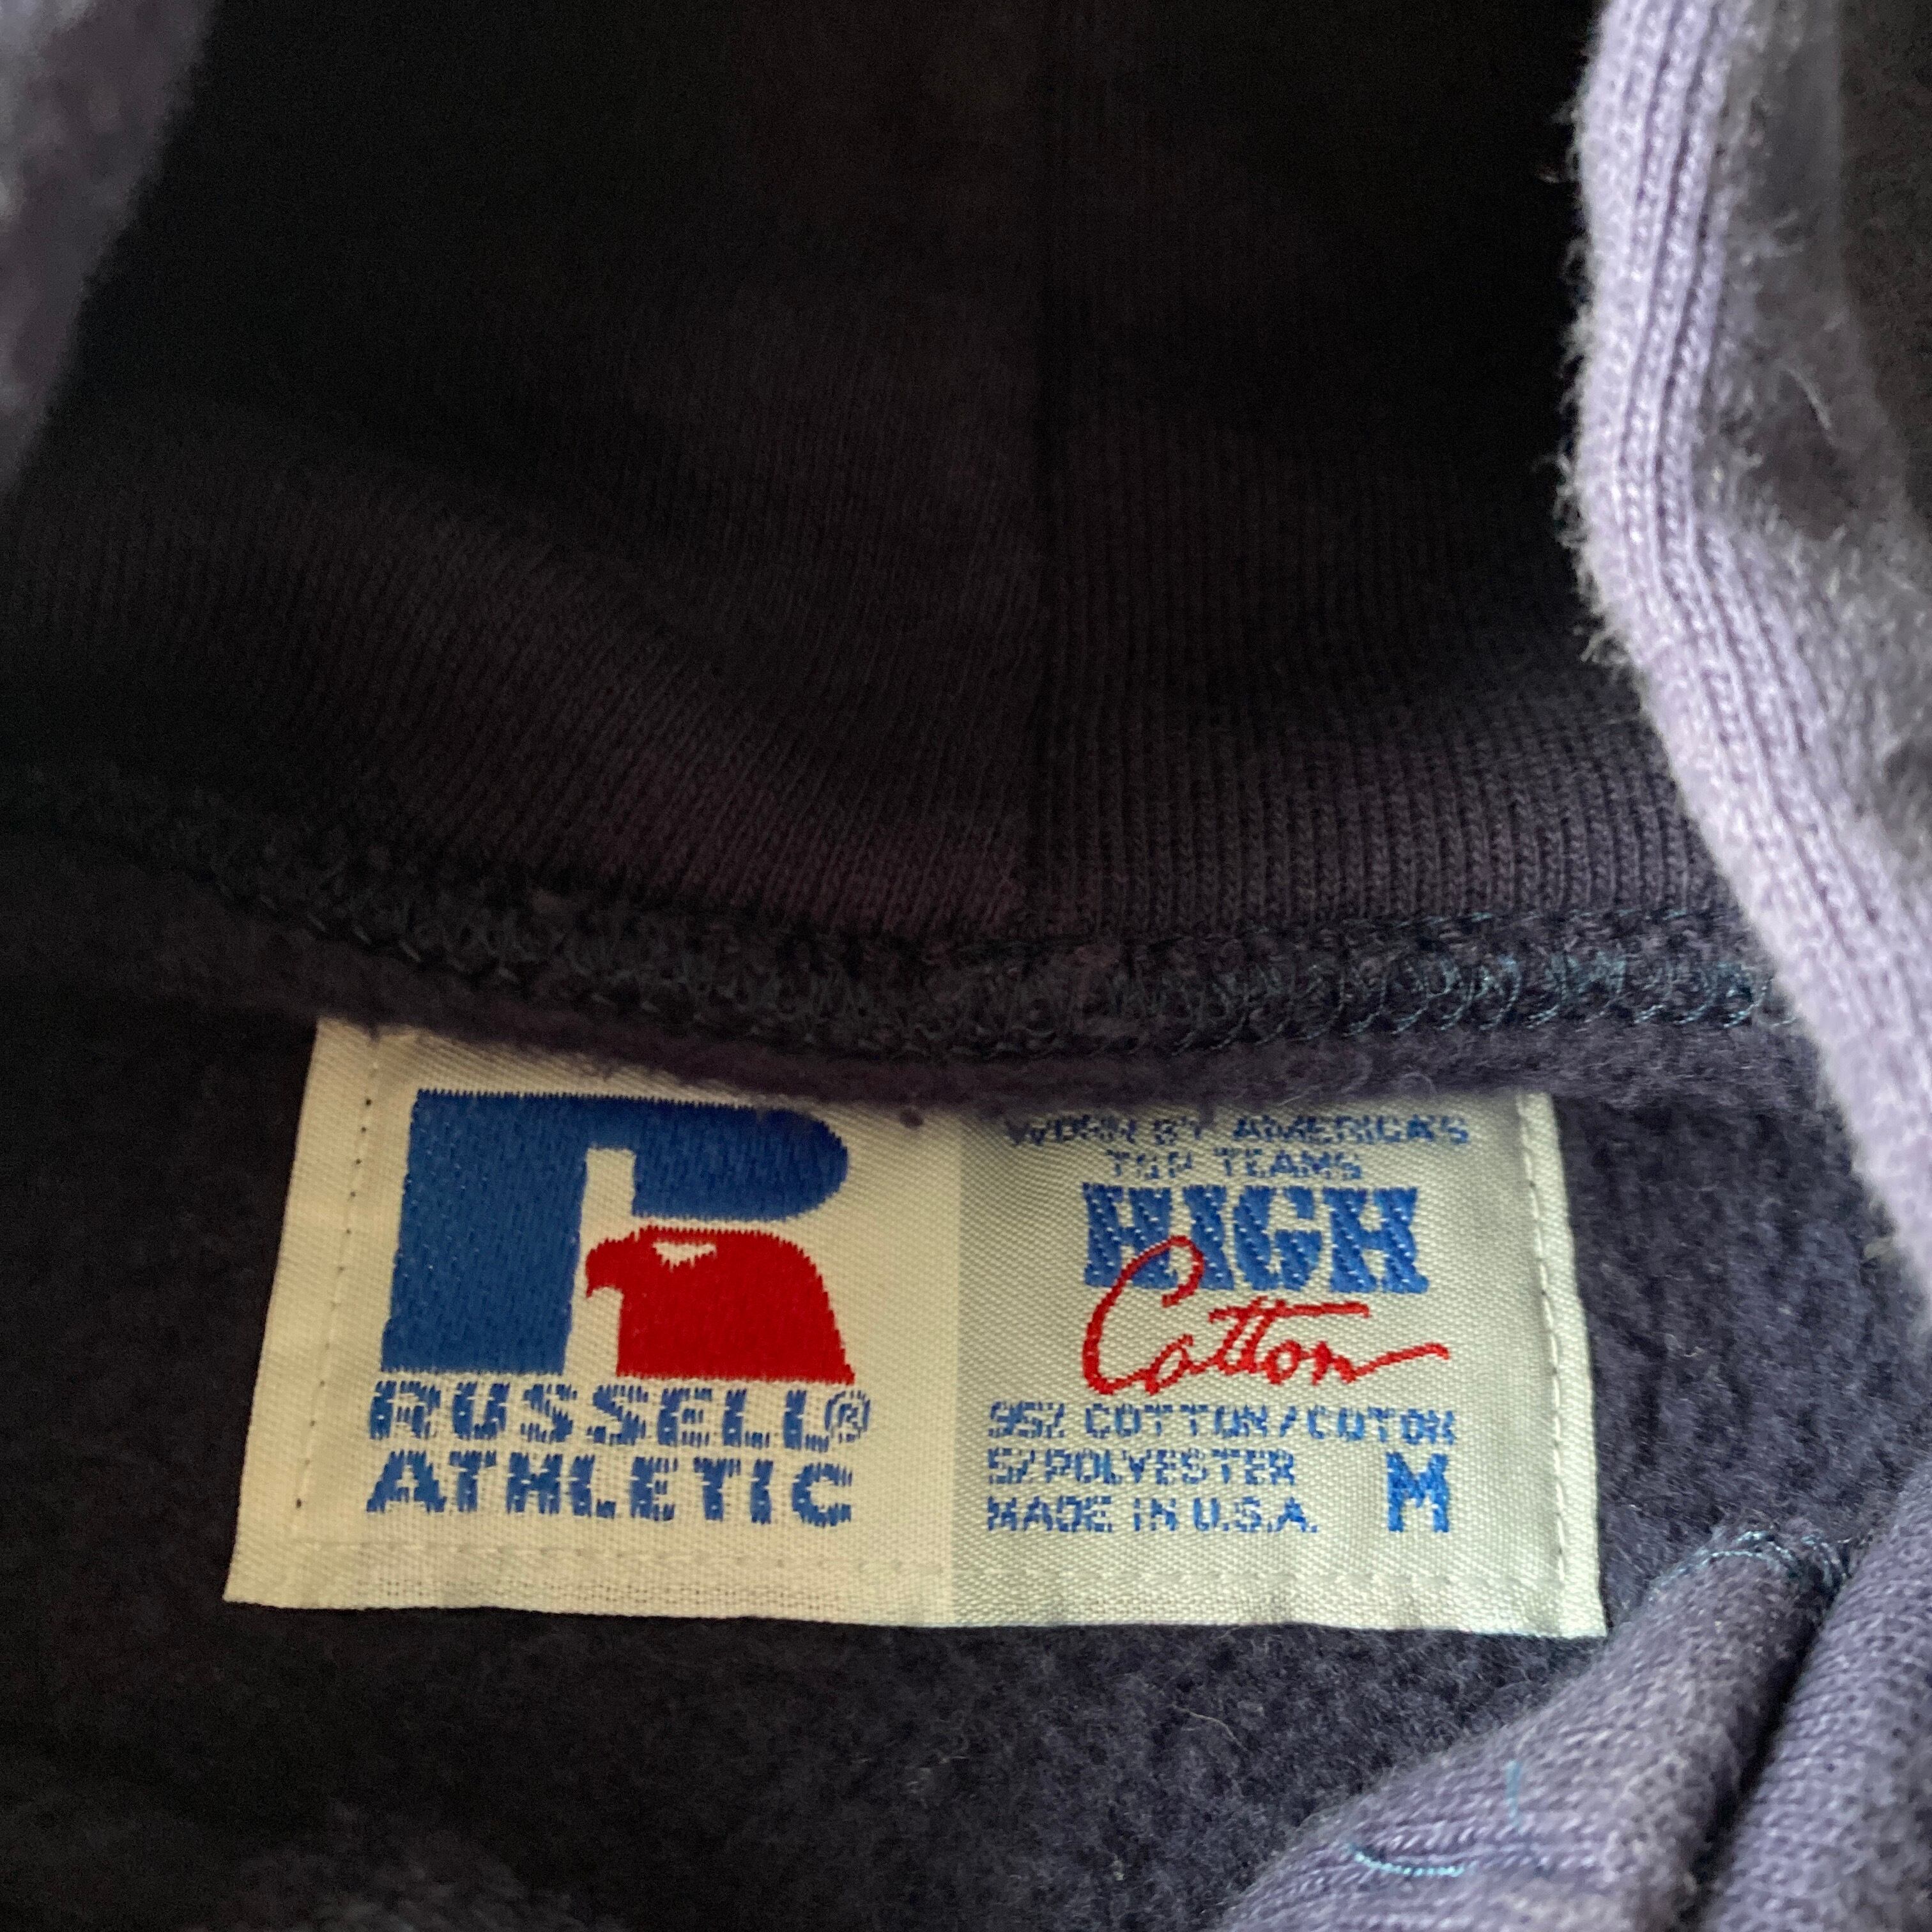 RUSSELL®
ATHLETIC
WORN BY AMERICA'S
TOP TEAMS
HIGH
Cotton
95% COTTON/COTON
5%POLYESTER
MADE IN U.S.A.
M